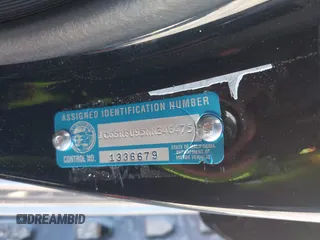 ASSIGNED IDENTIFICATION NUMBER
CONTROL NO.
1336679
STATE OF CALIFORNIA
DEPARTMENT OF
MOTOR VEHICLES
DREAMBID